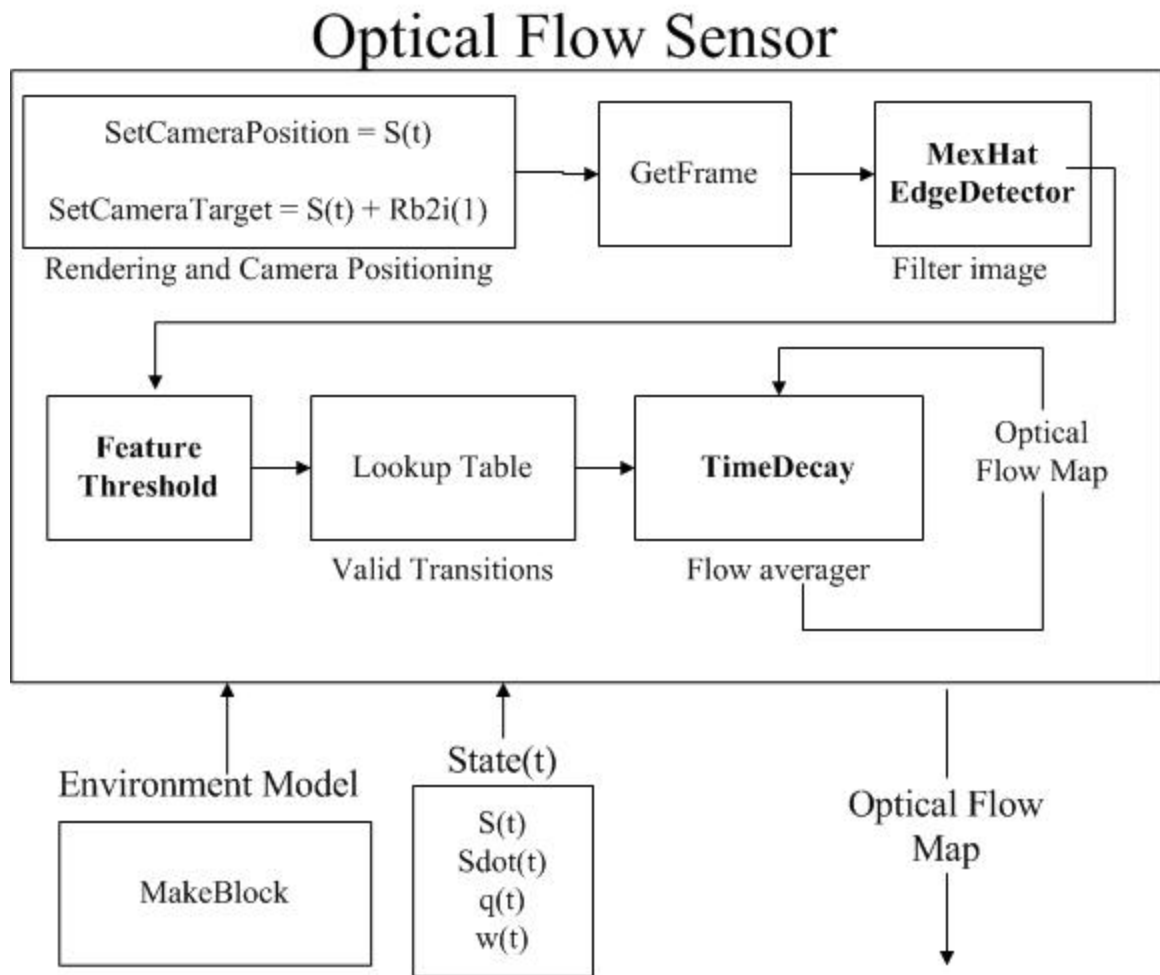 Optical Flow Sensor
SetCameraPosition = S(t)
SetCameraTarget = S(t) + Rb2i(1)
Rendering and Camera Positioning
GetFrame
MexHat
EdgeDetector
Filter image
Feature
Threshold
Lookup Table
Valid Transitions
TimeDecay
Flow averager
Optical
Flow Map
Environment Model
MakeBlock
State(t)
S(t)
Sdot(t)
q(t)
w(t)
Optical Flow
Map